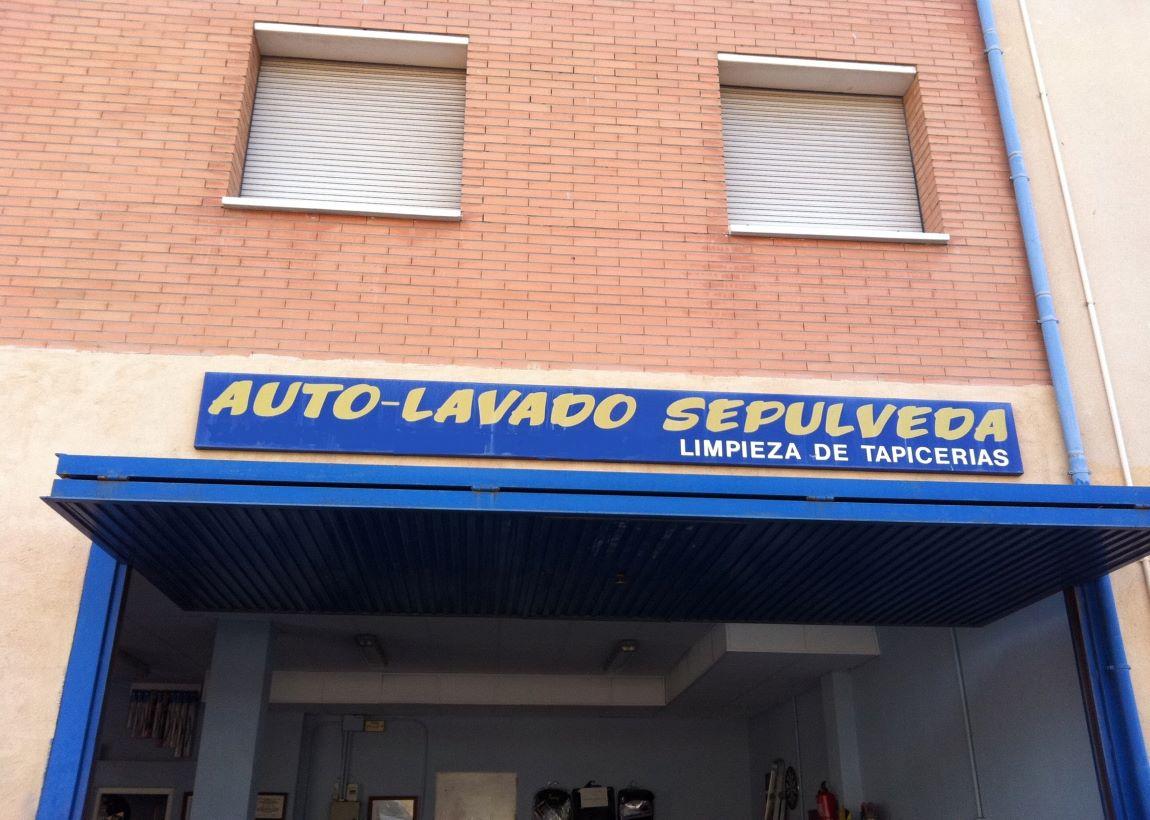 AUTO-LAVADO SEPULVEDA
LIMPIEZA DE TAPICERIAS